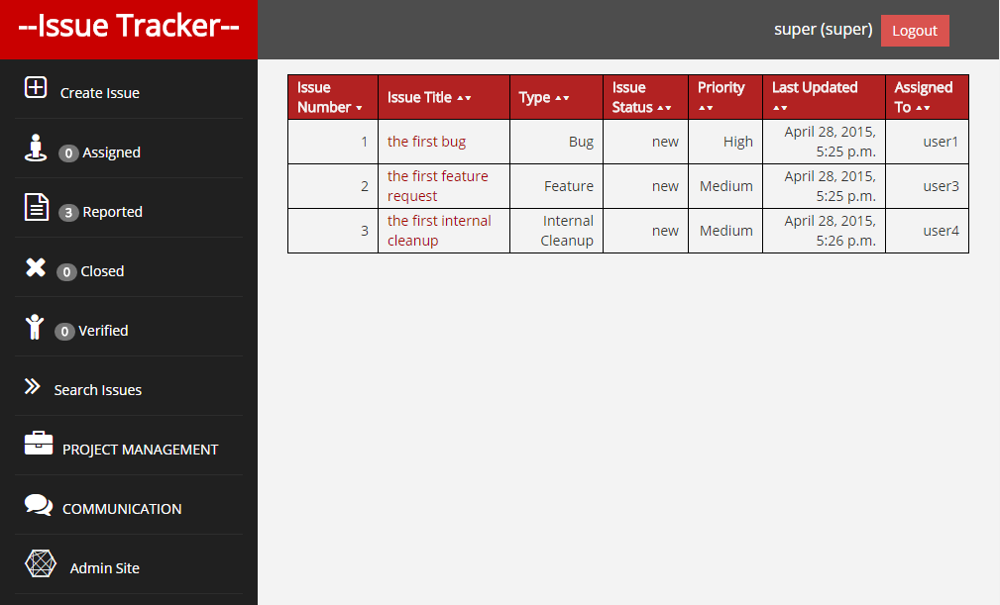 --Issue Tracker--
super (super)
Logout
Create Issue
0 Assigned
3 Reported
0 Closed
0 Verified
Search Issues
PROJECT MANAGEMENT
COMMUNICATION
Admin Site
Issue Number
Issue Title
Type
Issue Status
Priority
Last Updated
Assigned To
1
the first bug
Bug
new
High
April 28, 2015,
5:25 p.m.
user1
2
the first feature
request
Feature
new
Medium
April 28, 2015,
5:25 p.m.
user3
3
the first internal
cleanup
Internal
Cleanup
new
Medium
April 28, 2015,
5:26 p.m.
user4